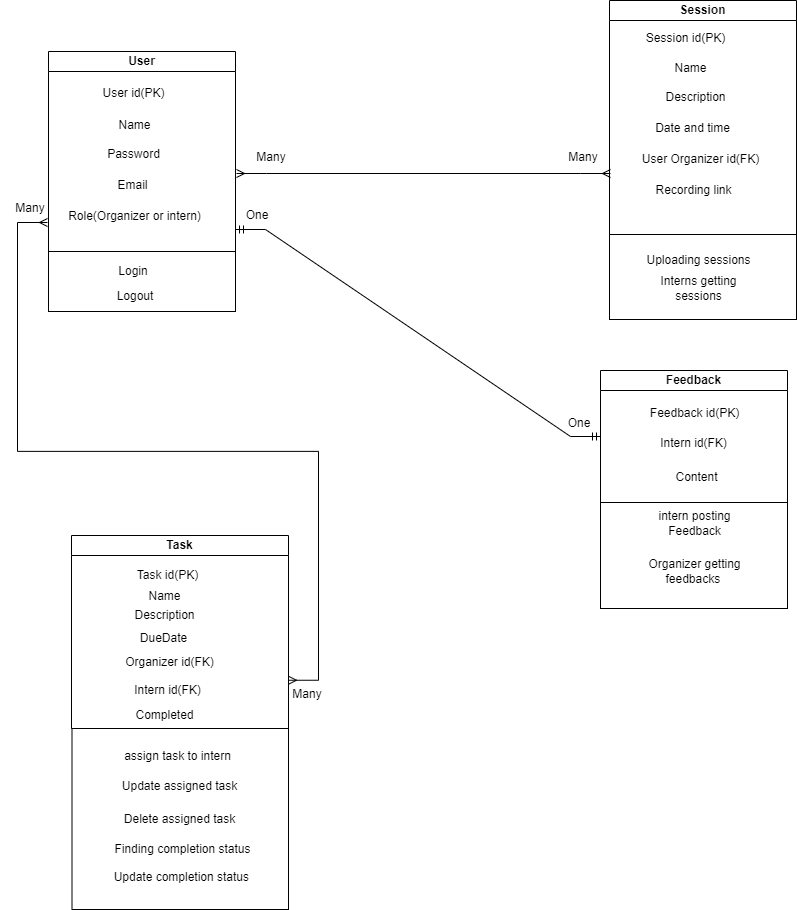 Session
Session id(PK)
Name
Description
Date and time
User Organizer id(FK)
Recording link
Uploading sessions
Interns getting
sessions
User
User id(PK)
Name
Password
Email
Role(Organizer or intern)
Login
Logout
Many
Many
Many
One
One
Many
Feedback
Feedback id(PK)
Intern id(FK)
Content
intern posting
Feedback
Organizer getting
feedbacks
Task
Task id(PK)
Name
Description
DueDate
Organizer id(FK)
Intern id(FK)
Completed
assign task to intern
Update assigned task
Delete assigned task
Finding completion status
Update completion status